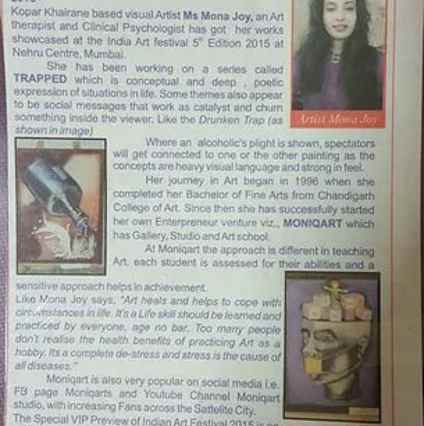 Kopar Khairane based visual Artist Ms Mona Joy, an Art
therapist and Clinical Psychologist has got her works
showcased at the India Art festival 5th Edition 2015 at
Nehru Centre, Mumbai.
She has been working on a series called
TRAPPED which is conceptual and deep , poetic
expression of situations in life. Some themes also appear
to be social messages that work as catalyst and churn
something inside the viewer. Like the Drunken Trap (as
shown in image)
Artist Mona Joy
Where an alcoholic's plight is shown, spectators
will get connected to one or the other painting as the
concepts are heavy visual language and strong in feel.
Her journey in Art began in 1996 when she
completed her Bachelor of Fine Arts from Chandigarh
College of Art. Since then she has successfully started
her own Enterpreneur venture viz., MONIQART which
has Gallery, Studio and Art school.
At Moniqart the approach is different in teaching
Art, each student is assessed for their abilities and a
sensitive approach helps in achievement.
Like Mona Joy says, "Art heals and helps to cope with
circumstances in life. It's a Life skill should be learned and
practiced by everyone, age no bar. Too many people
don't realise the health benefits of practicing Art as a
hobby. Its a complete de-stress and stress is the cause of
all diseases."
Moniqart is also very popular on social media i.e.
FB page Moniqarts and Youtube Channel Moniqart
studio, with increasing Fans across the Sattelite City.
The Special VIP Preview of Indian Art Festival 2015 is on